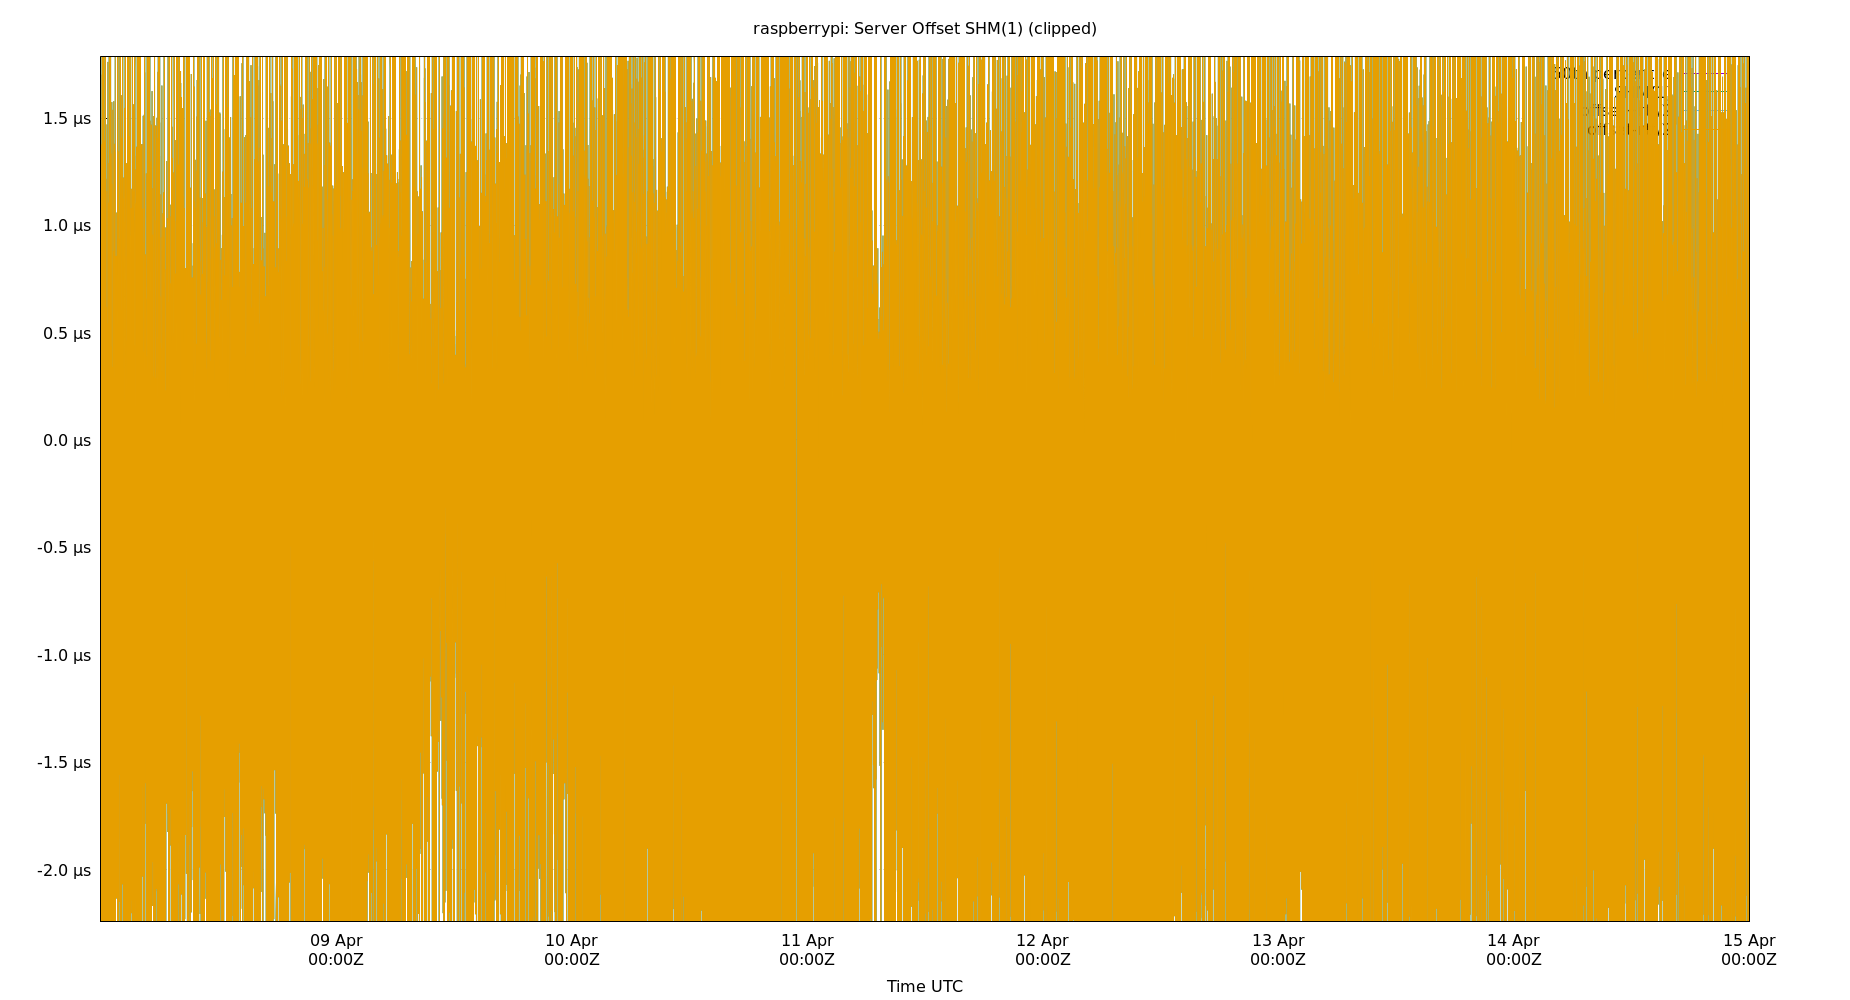 raspberrypi: Server Offset SHM(1) (clipped)
1.5 µs
1.0 µs
0.5 µs
0.0 µs
-0.5 µs
-1.0 µs
-1.5 µs
-2.0 µs
09 Apr 10 Apr 11 Apr 12 Apr 13 Apr 14 Apr 15 Apr
00:00Z 00:00Z 00:00Z 00:00Z 00:00Z 00:00Z 00:00Z
Time UTC